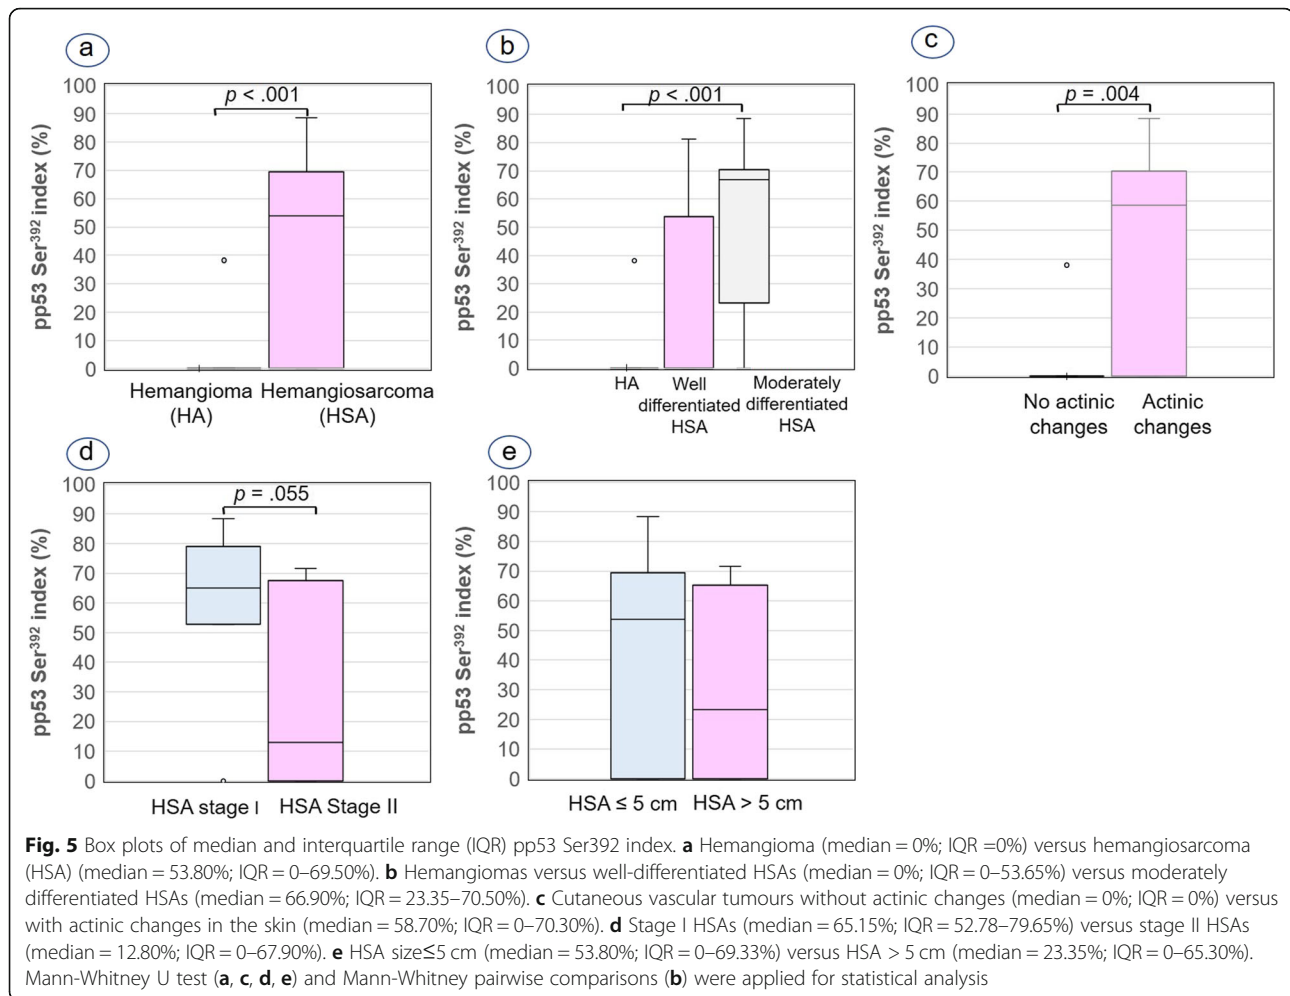 a
p < .001
pp53 Ser392 index (%)
100
90
80
70
60
50
40
30
20
10
0
Hemangioma
(HA)
Hemangiosarcoma
(HSA)
b
p < .001
pp53 Ser392 index (%)
100
90
80
70
60
50
40
30
20
10
0
HA
Well
differentiated
HSA
Moderately
differentiated
HSA
c
p = .004
pp53 Ser392 index (%)
100
90
80
70
60
50
40
30
20
10
0
No actinic
changes
Actinic
changes
d
p = .055
pp53 Ser392 index (%)
100
90
80
70
60
50
40
30
20
10
0
HSA stage I
HSA Stage II
e
pp53 Ser392 index (%)
100
90
80
70
60
50
40
30
20
10
0
HSA ≤ 5 cm
HSA > 5 cm
Fig. 5 Box plots of median and interquartile range (IQR) pp53 Ser392 index. a Hemangioma (median = 0%; IQR =0%) versus hemangiosarcoma
(HSA) (median = 53.80%; IQR = 0–69.50%). b Hemangiomas versus well-differentiated HSAs (median = 0%; IQR = 0–53.65%) versus moderately
differentiated HSAs (median = 66.90%; IQR = 23.35–70.50%). c Cutaneous vascular tumours without actinic changes (median = 0%; IQR = 0%) versus
with actinic changes in the skin (median = 58.70%; IQR = 0–70.30%). d Stage I HSAs (median = 65.15%; IQR = 52.78–79.65%) versus stage II HSAs
(median = 12.80%; IQR = 0–67.90%). e HSA size≤5 cm (median = 53.80%; IQR = 0–69.33%) versus HSA > 5 cm (median = 23.35%; IQR = 0–65.30%).
Mann-Whitney U test (a, c, d, e) and Mann-Whitney pairwise comparisons (b) were applied for statistical analysis